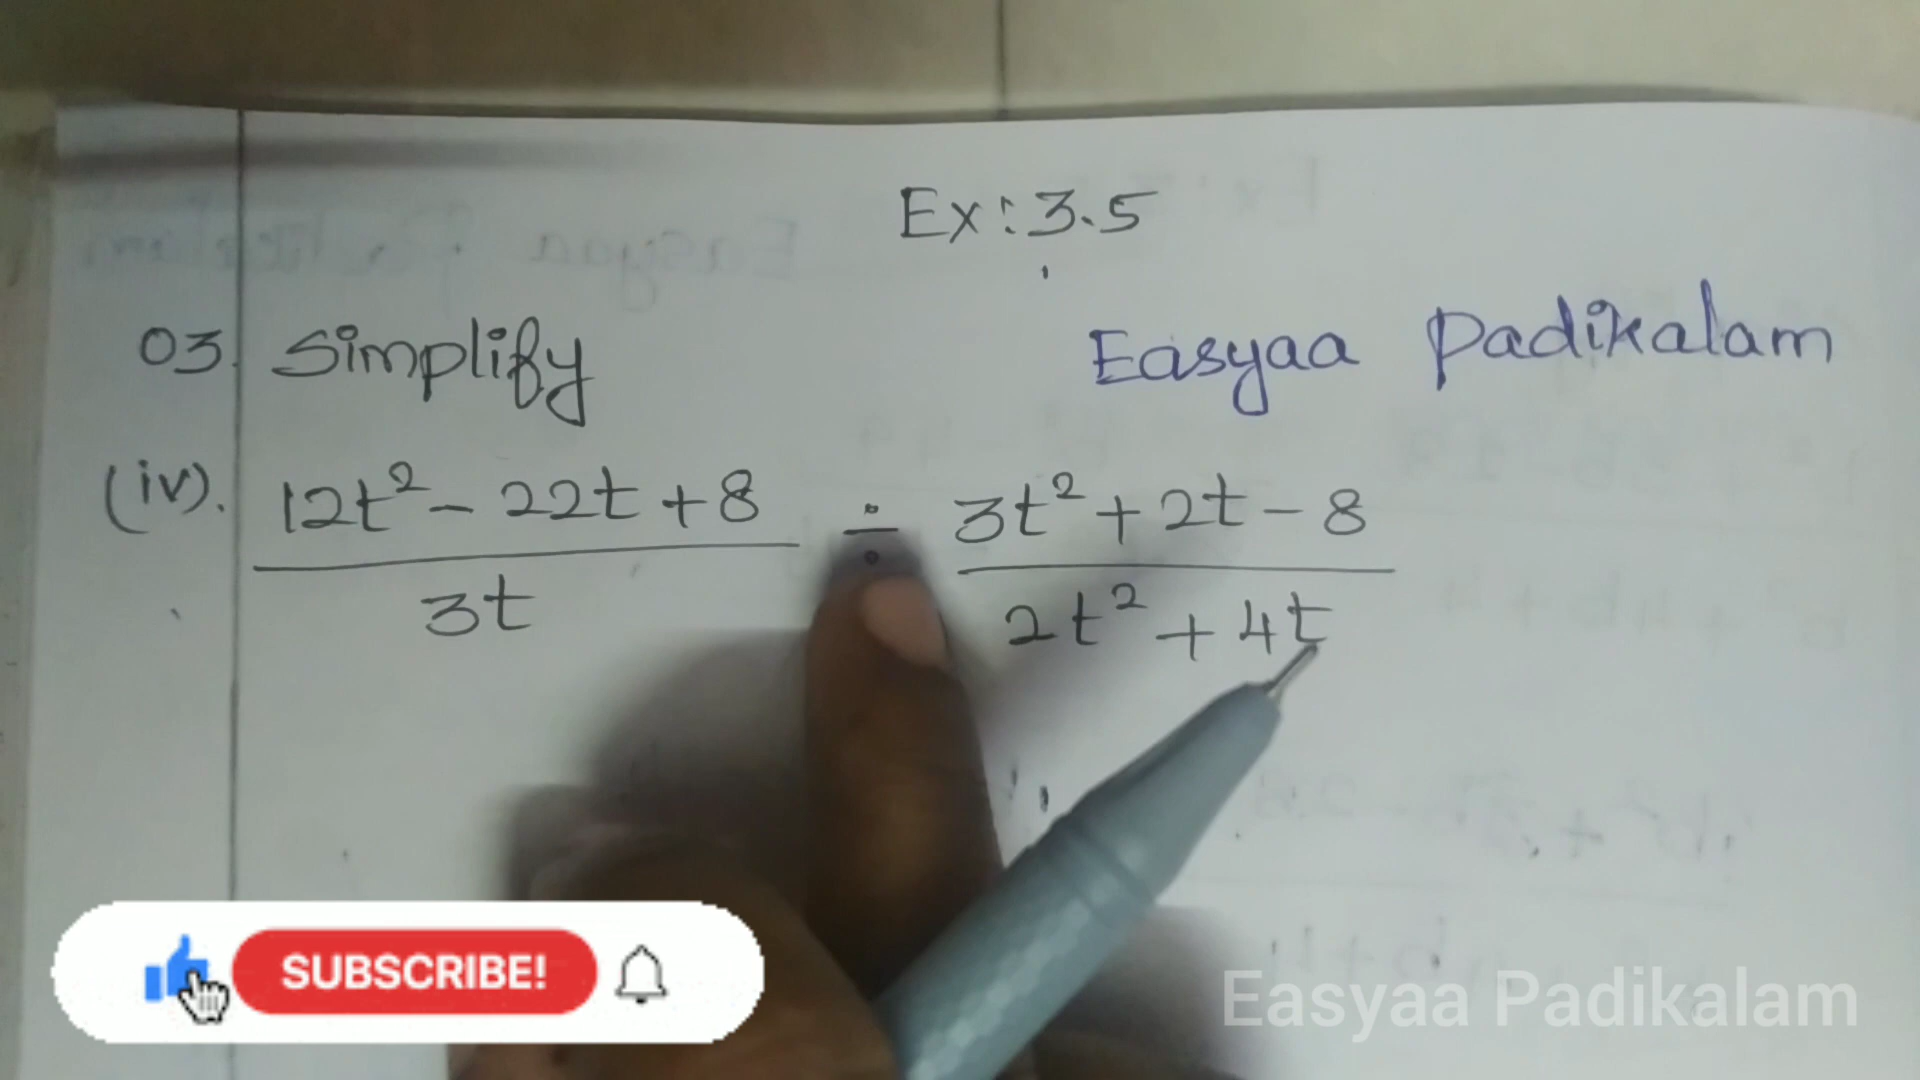 Ex: 3.5
03. Simplify
Easyaa Padikalam
(iv). 12t² - 22t + 8 ÷ 3t² + 2t - 8
3t 2t² + 4t
SUBSCRIBE!
Easyaa Padikalam